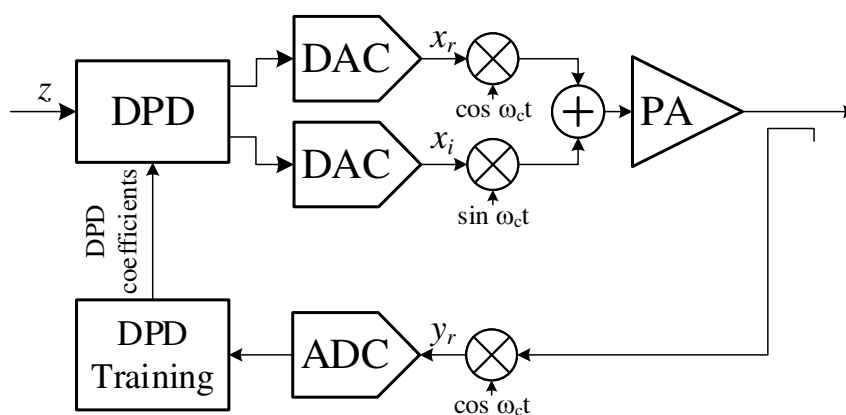 z
DPD
DAC
x_r
cos ω_ct
+
PA
DAC
x_i
sin ω_ct
DPD
coefficients
DPD
Training
ADC
y_r
cos ω_ct